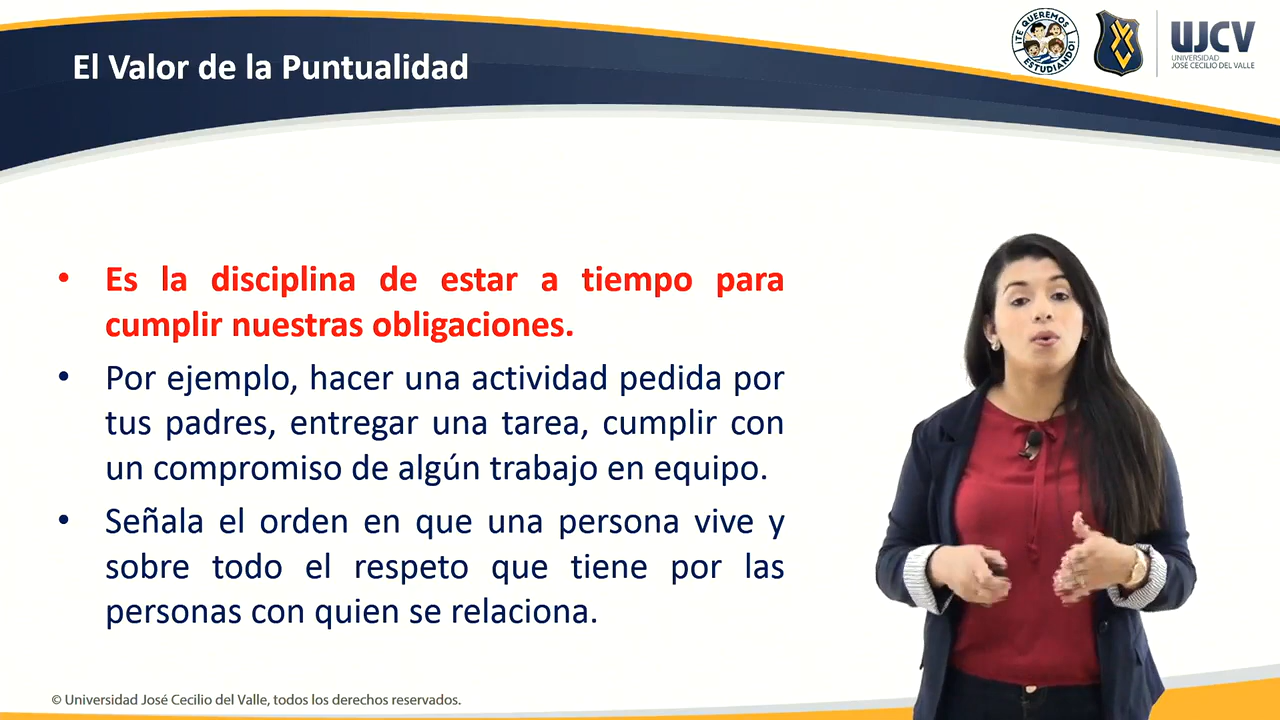 El Valor de la Puntualidad
¡TE QUEREMOS ESTUDIANDO!
UJCV
UNIVERSIDAD
JOSÉ CECILIO DEL VALLE
• Es la disciplina de estar a tiempo para
cumplir nuestras obligaciones.
• Por ejemplo, hacer una actividad pedida por
tus padres, entregar una tarea, cumplir con
un compromiso de algún trabajo en equipo.
• Señala el orden en que una persona vive y
sobre todo el respeto que tiene por las
personas con quien se relaciona.
© Universidad José Cecilio del Valle, todos los derechos reservados.